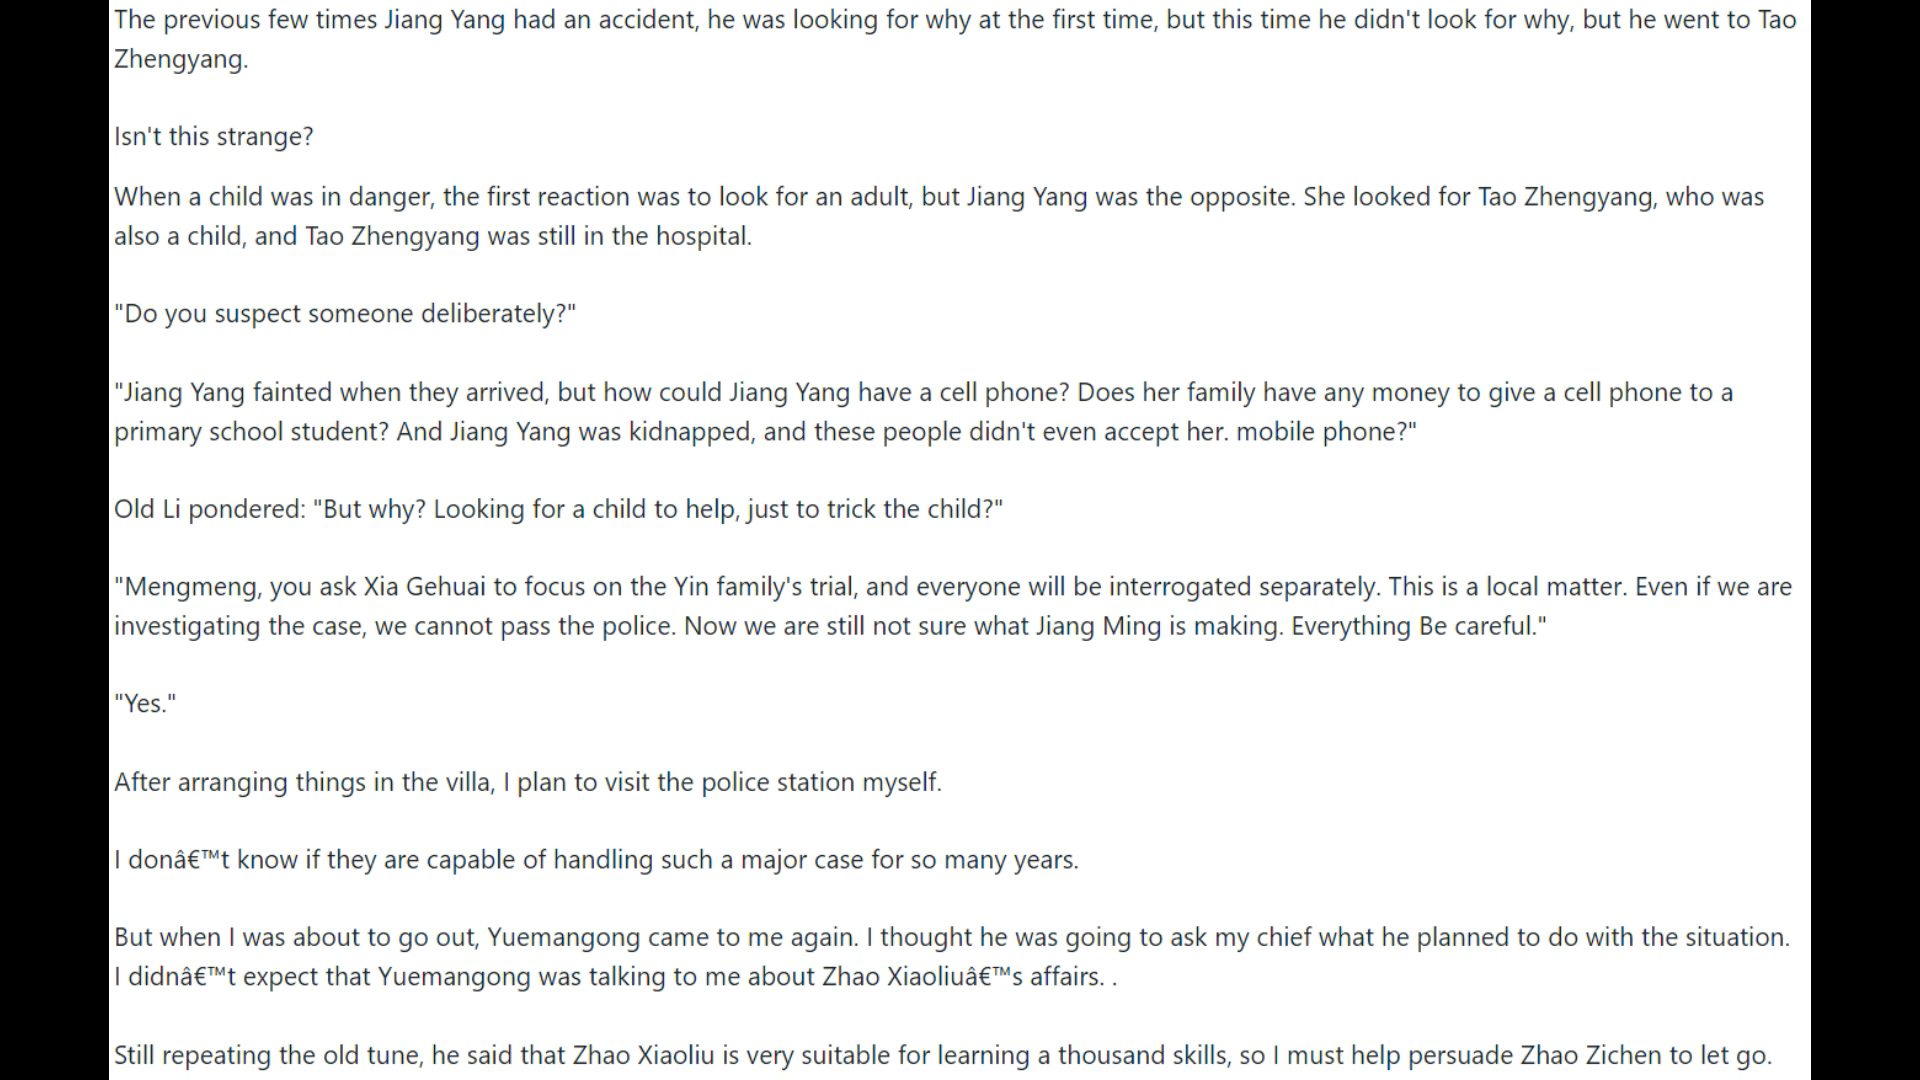 The previous few times Jiang Yang had an accident, he was looking for why at the first time, but this time he didn't look for why, but he went to Tao
Zhengyang.
Isn't this strange?
When a child was in danger, the first reaction was to look for an adult, but Jiang Yang was the opposite. She looked for Tao Zhengyang, who was
also a child, and Tao Zhengyang was still in the hospital.
"Do you suspect someone deliberately?"
"Jiang Yang fainted when they arrived, but how could Jiang Yang have a cell phone? Does her family have any money to give a cell phone to a
primary school student? And Jiang Yang was kidnapped, and these people didn't even accept her. mobile phone?"
Old Li pondered: "But why? Looking for a child to help, just to trick the child?"
"Mengmeng, you ask Xia Gehuai to focus on the Yin family's trial, and everyone will be interrogated separately. This is a local matter. Even if we are
investigating the case, we cannot pass the police. Now we are still not sure what Jiang Ming is making. Everything Be careful."
"Yes."
After arranging things in the villa, I plan to visit the police station myself.
I donâ€™t know if they are capable of handling such a major case for so many years.
But when I was about to go out, Yuemangong came to me again. I thought he was going to ask my chief what he planned to do with the situation.
I didnâ€™t expect that Yuemangong was talking to me about Zhao Xiaoliuâ€™s affairs. .
Still repeating the old tune, he said that Zhao Xiaoliu is very suitable for learning a thousand skills, so I must help persuade Zhao Zichen to let go.